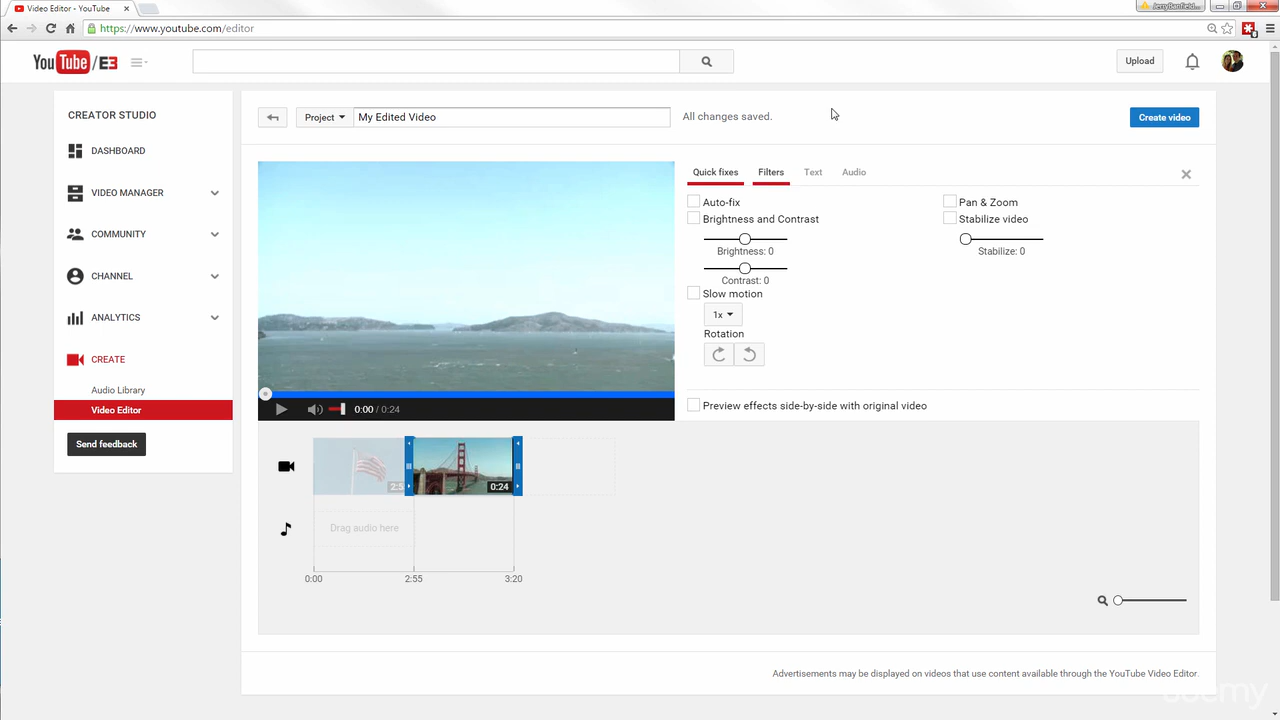 Video Editor - YouTube
JerryBanfield...
https://www.youtube.com/editor
YouTube / E3
Upload
CREATOR STUDIO
DASHBOARD
VIDEO MANAGER
COMMUNITY
CHANNEL
ANALYTICS
CREATE
Audio Library
Video Editor
Send feedback
Project
My Edited Video
All changes saved.
Create video
Quick fixes
Filters
Text
Audio
Auto-fix
Brightness and Contrast
Brightness: 0
Contrast: 0
Slow motion
1x
Rotation
Pan & Zoom
Stabilize video
Stabilize: 0
Preview effects side-by-side with original video
0:00 / 0:24
0:24
Drag audio here
0:00
2:55
3:20
Advertisements may be displayed on videos that use content available through the YouTube Video Editor.
udemy